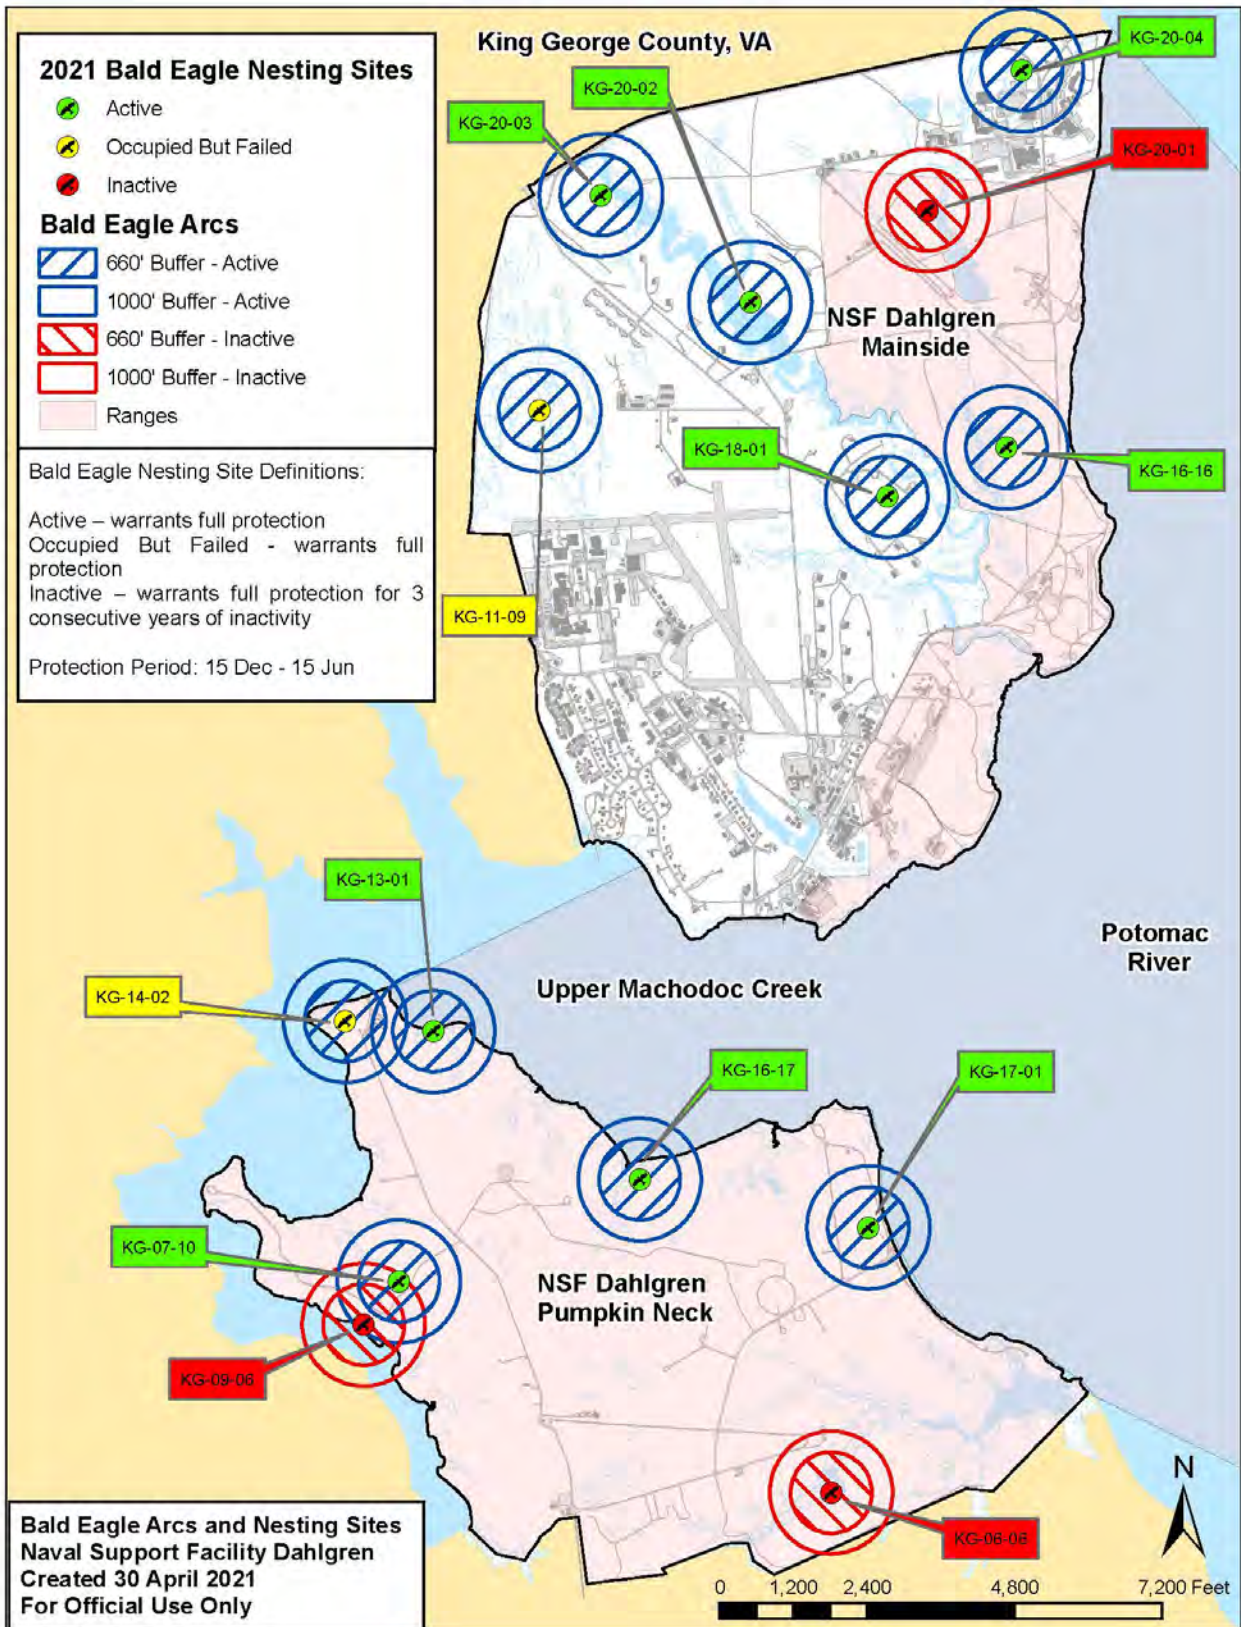 King George County, VA
2021 Bald Eagle Nesting Sites
Active
Occupied But Failed
Inactive
Bald Eagle Arcs
660' Buffer - Active
1000' Buffer - Active
660' Buffer - Inactive
1000' Buffer - Inactive
Ranges
Bald Eagle Nesting Site Definitions:
Active – warrants full protection
Occupied But Failed - warrants full
protection
Inactive – warrants full protection for 3
consecutive years of inactivity
Protection Period: 15 Dec - 15 Jun
KG-20-04
KG-20-02
KG-20-03
KG-20-01
NSF Dahlgren
Mainside
KG-18-01
KG-16-16
KG-11-09
KG-13-01
Potomac
River
KG-14-02
Upper Machodoc Creek
KG-16-17
KG-17-01
KG-07-10
NSF Dahlgren
Pumpkin Neck
KG-09-06
KG-06-06
N
Bald Eagle Arcs and Nesting Sites
Naval Support Facility Dahlgren
Created 30 April 2021
For Official Use Only
0 1,200 2,400 4,800 7,200 Feet